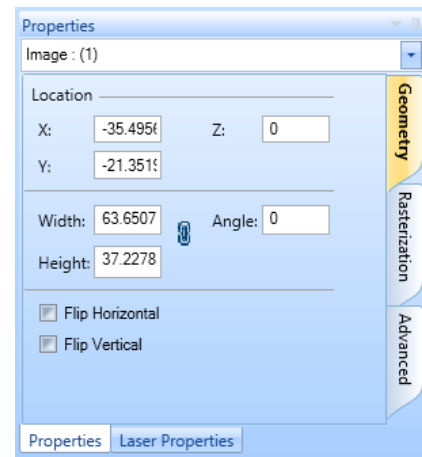 Properties
Image : (1)
Location
X: -35.4956 Z: 0
Y: -21.3519
Width: 63.6507 Angle: 0
Height: 37.2278
Flip Horizontal
Flip Vertical
Geometry
Rasterization
Advanced
Properties Laser Properties